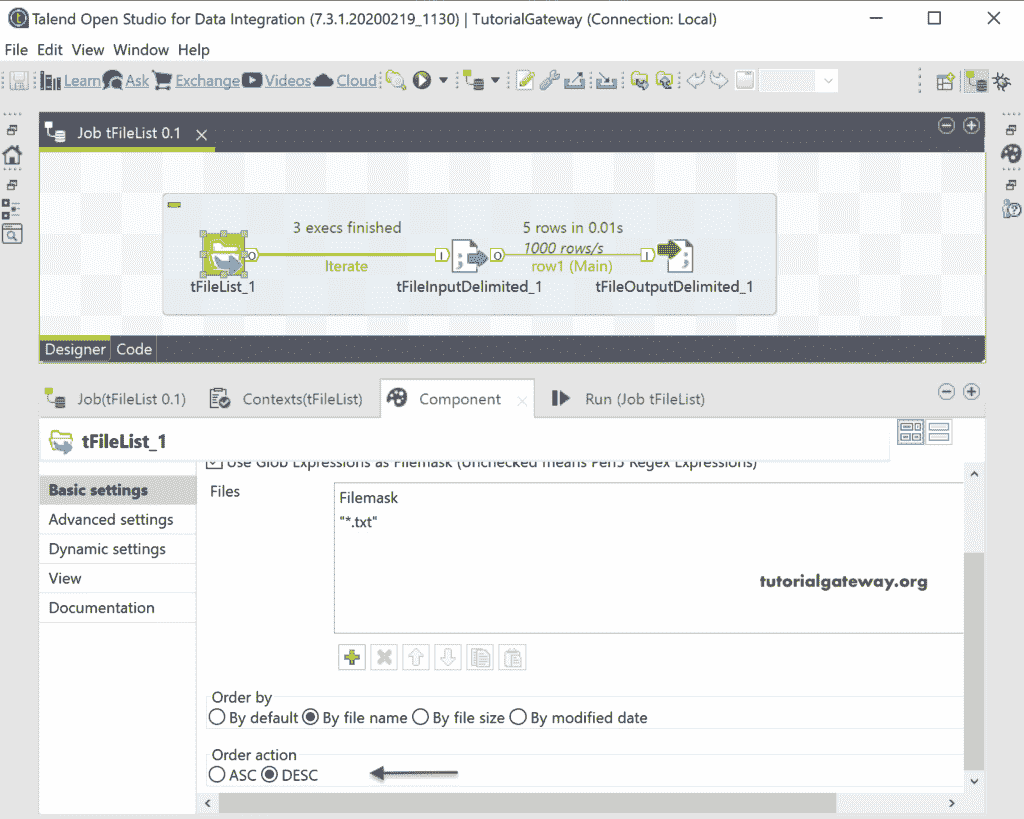 Talend Open Studio for Data Integration (7.3.1.20200219_1130) | TutorialGateway (Connection: Local)
File Edit View Window Help
Learn Ask Exchange Videos Cloud
Job tFileList 0.1
3 execs finished
5 rows in 0.01s
1000 rows/s
Iterate
row1 (Main)
tFileList_1
tFileInputDelimited_1
tFileOutputDelimited_1
Designer Code
Job(tFileList 0.1) Contexts(tFileList) Component Run (Job tFileList)
tFileList_1
Use Glob Expressions as Filemask (Unchecked means Perl5 Regex Expressions)
Basic settings
Files
Filemask
Advanced settings
"*.txt"
Dynamic settings
View
tutorialgateway.org
Documentation
Order by
By default By file name By file size By modified date
Order action
ASC DESC